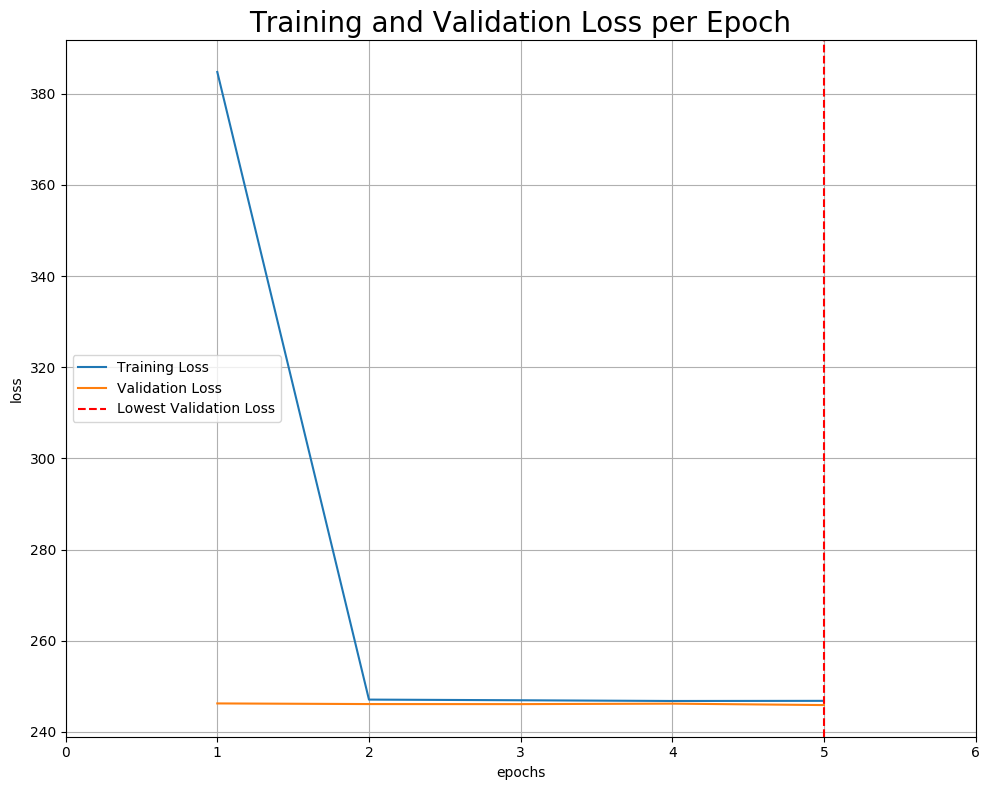 Training and Validation Loss per Epoch
380
360
340
320
300
280
260
240
loss
Training Loss
Validation Loss
Lowest Validation Loss
0 1 2 3 4 5 6
epochs